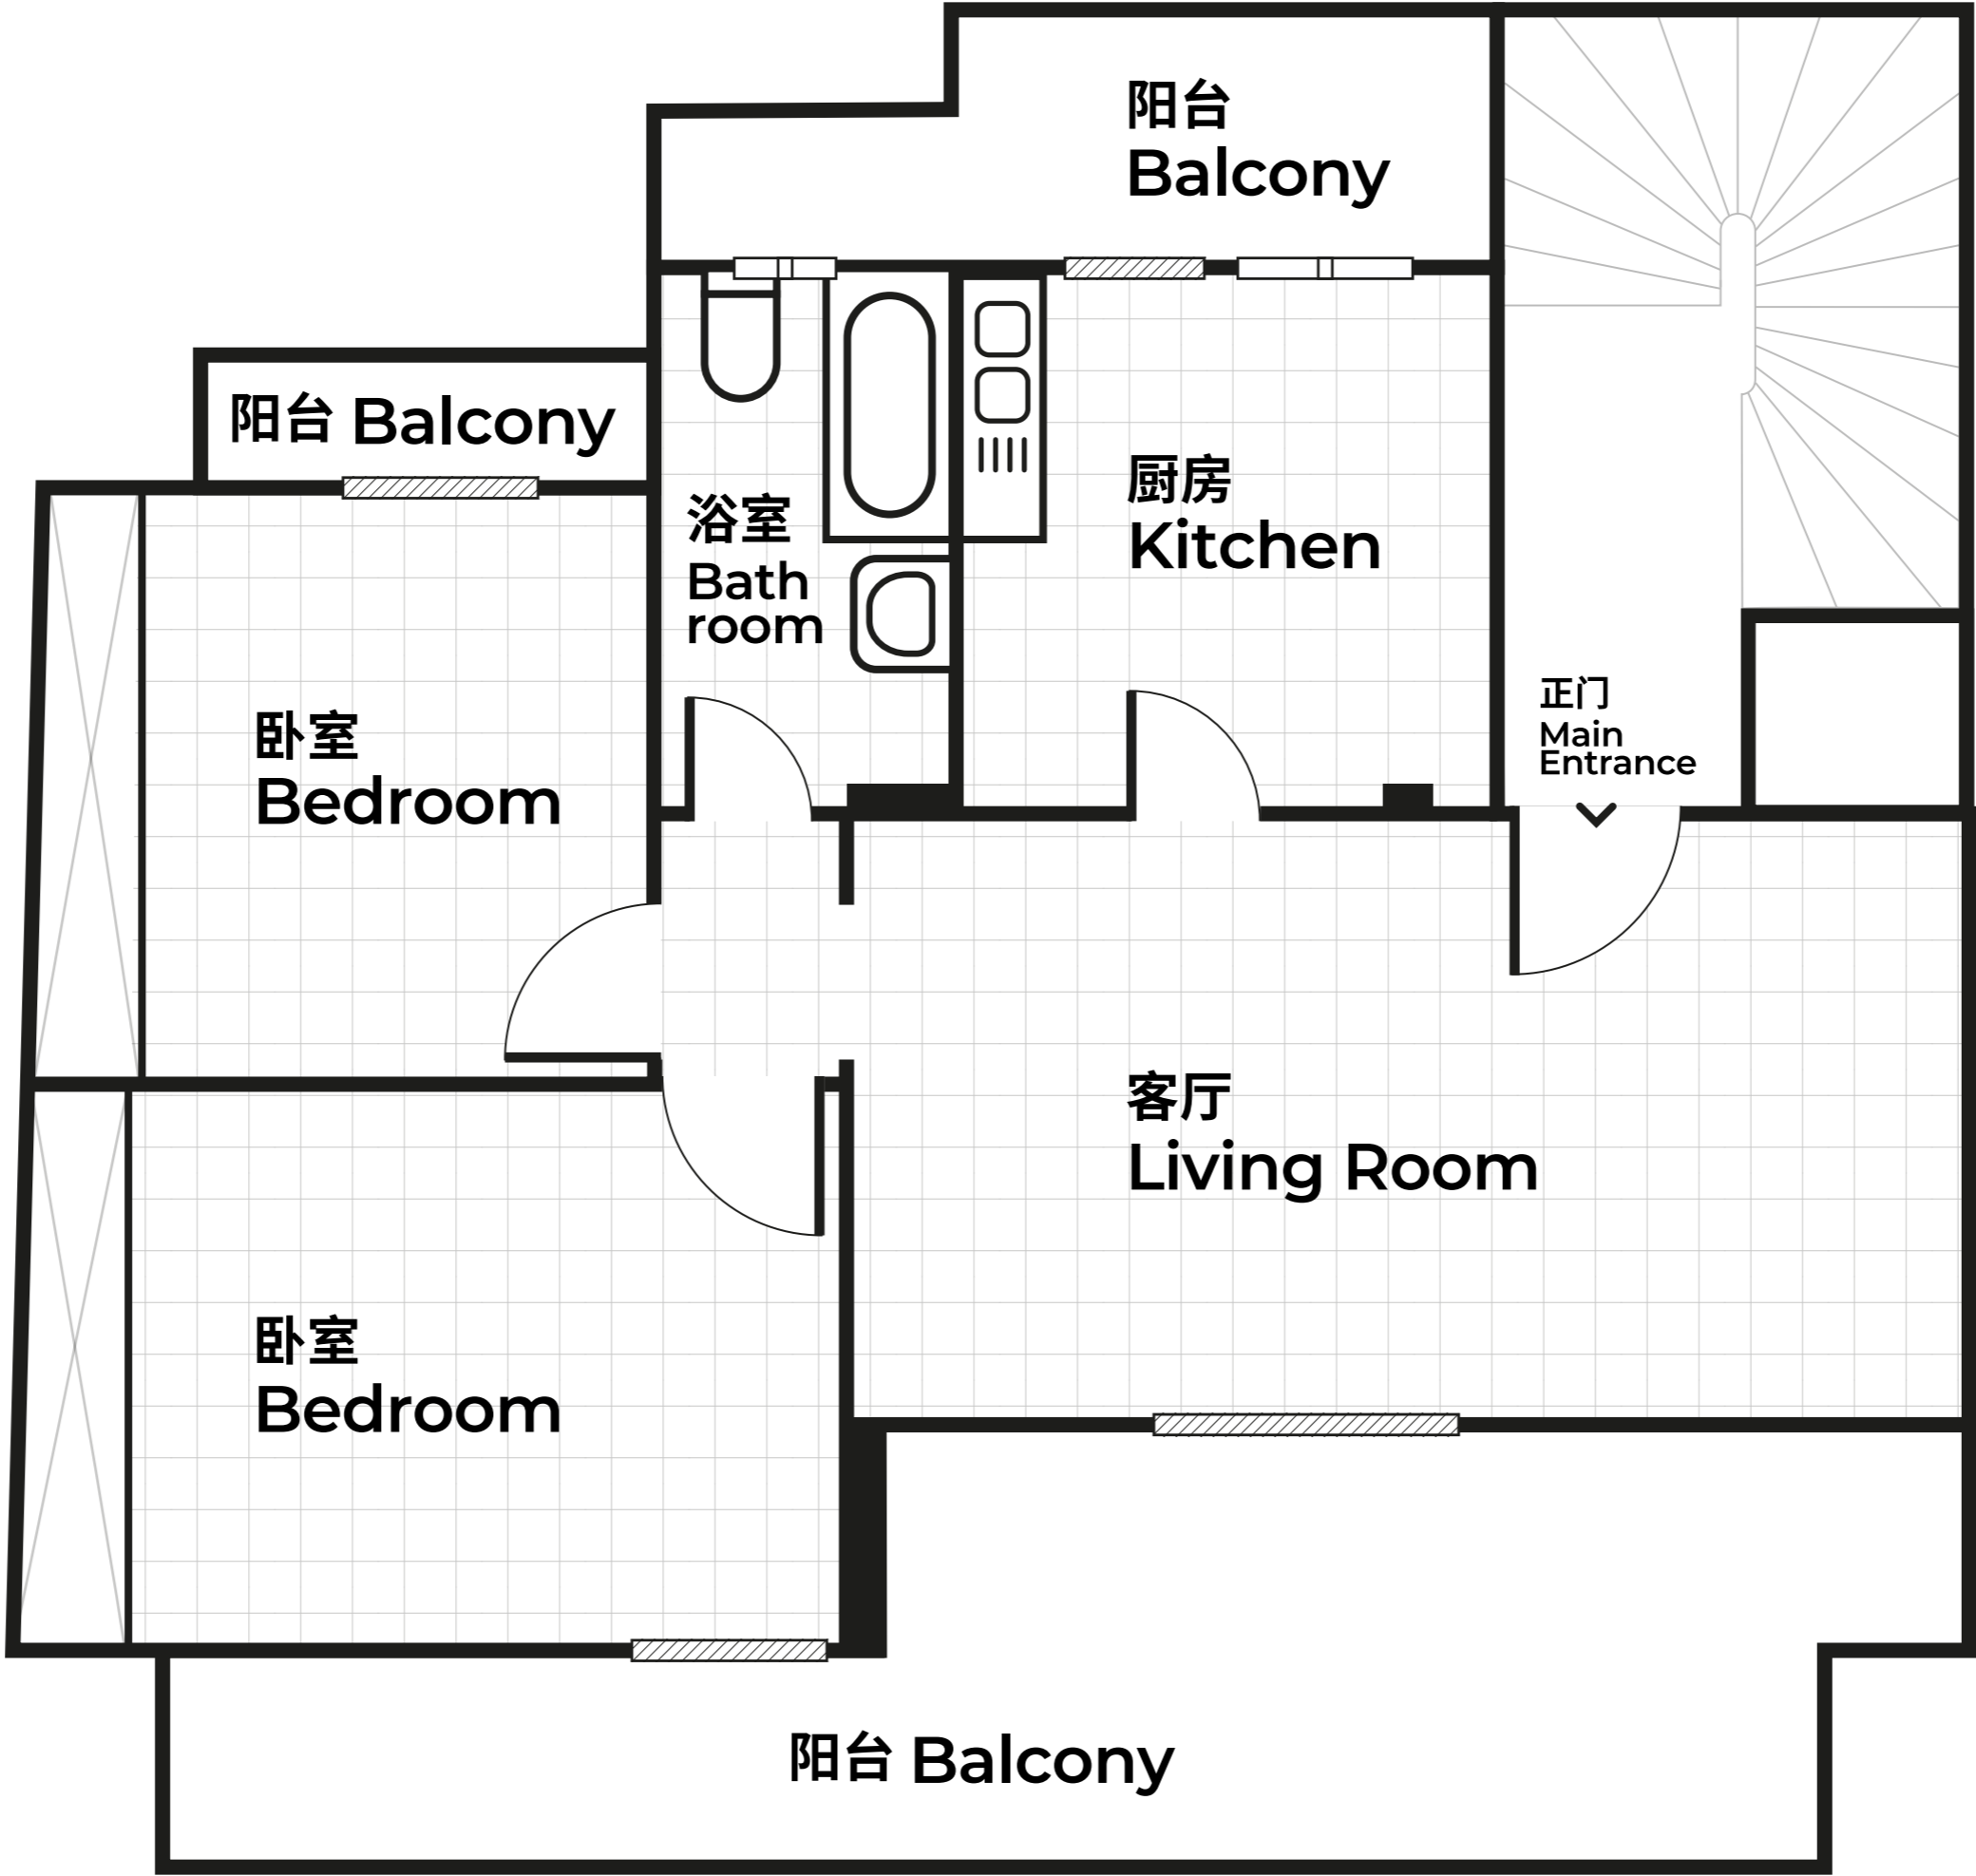 阳台
Balcony
阳台 Balcony
浴室
Bath
room
厨房
Kitchen
正门
Main
Entrance
卧室
Bedroom
客厅
Living Room
卧室
Bedroom
阳台 Balcony